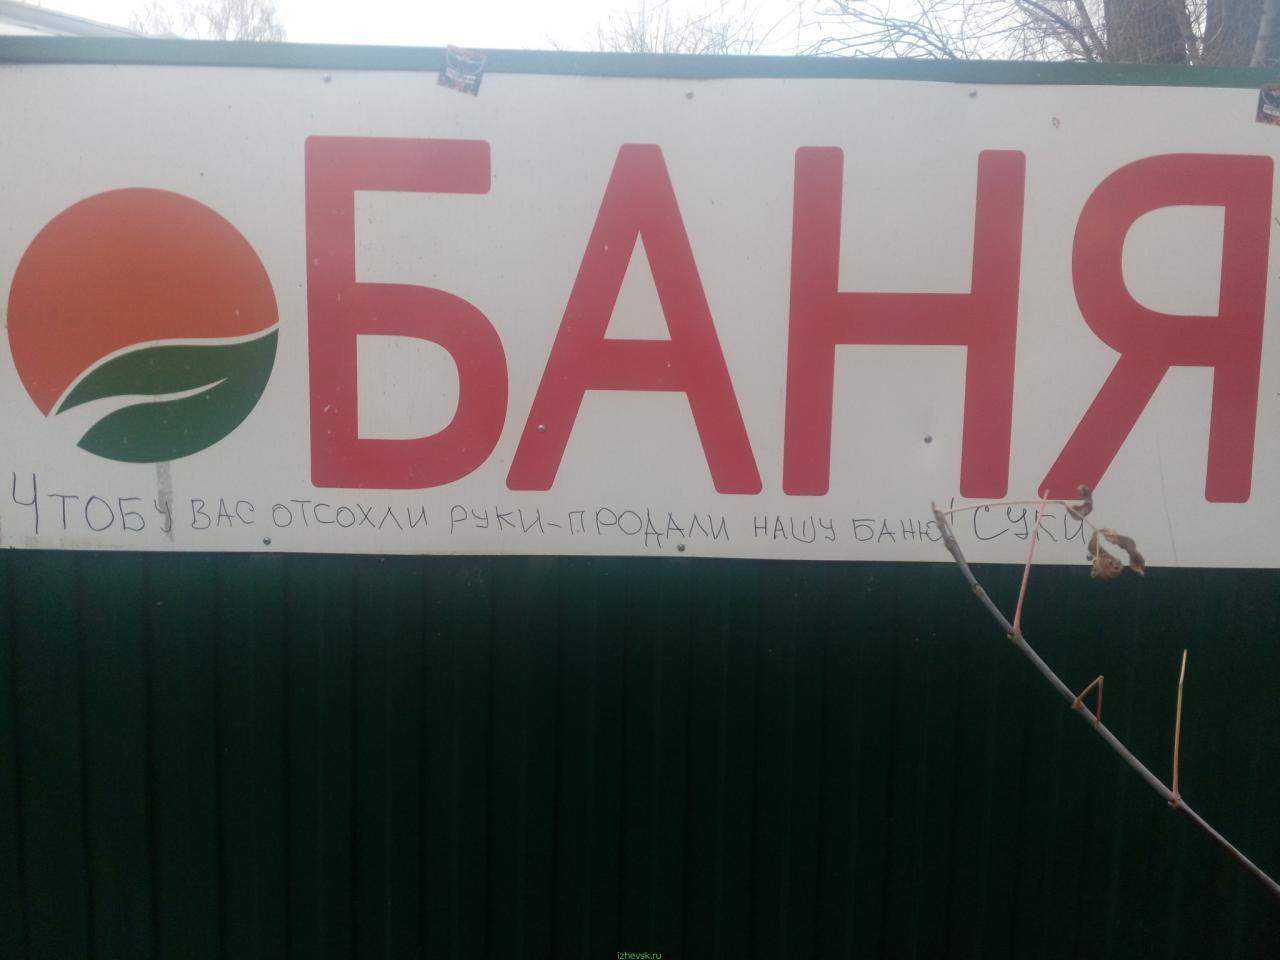 БАНЯ
Чтоб у вас отсохли руки-продали нашу баню! Суки
izhevsk.ru